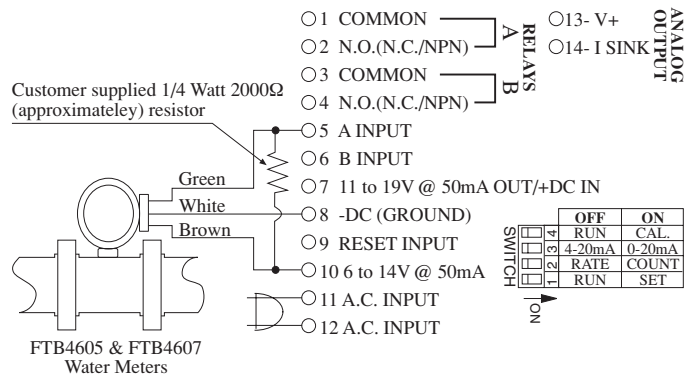 1 COMMON
2 N.O.(N.C./NPN)
A
3 COMMON
4 N.O.(N.C./NPN)
B
RELAYS
13- V+
14- I SINK
ANALOG
OUTPUT
Customer supplied 1/4 Watt 2000Ω
(approximateley) resistor
5 A INPUT
6 B INPUT
7 11 to 19V @ 50mA OUT/+DC IN
8 -DC (GROUND)
9 RESET INPUT
10 6 to 14V @ 50mA
11 A.C. INPUT
12 A.C. INPUT
Green
White
Brown
FTB4605 & FTB4607
Water Meters
SWITCH
OFF ON
4 RUN CAL.
3 4-20mA 0-20mA
2 RATE COUNT
1 RUN SET
ON